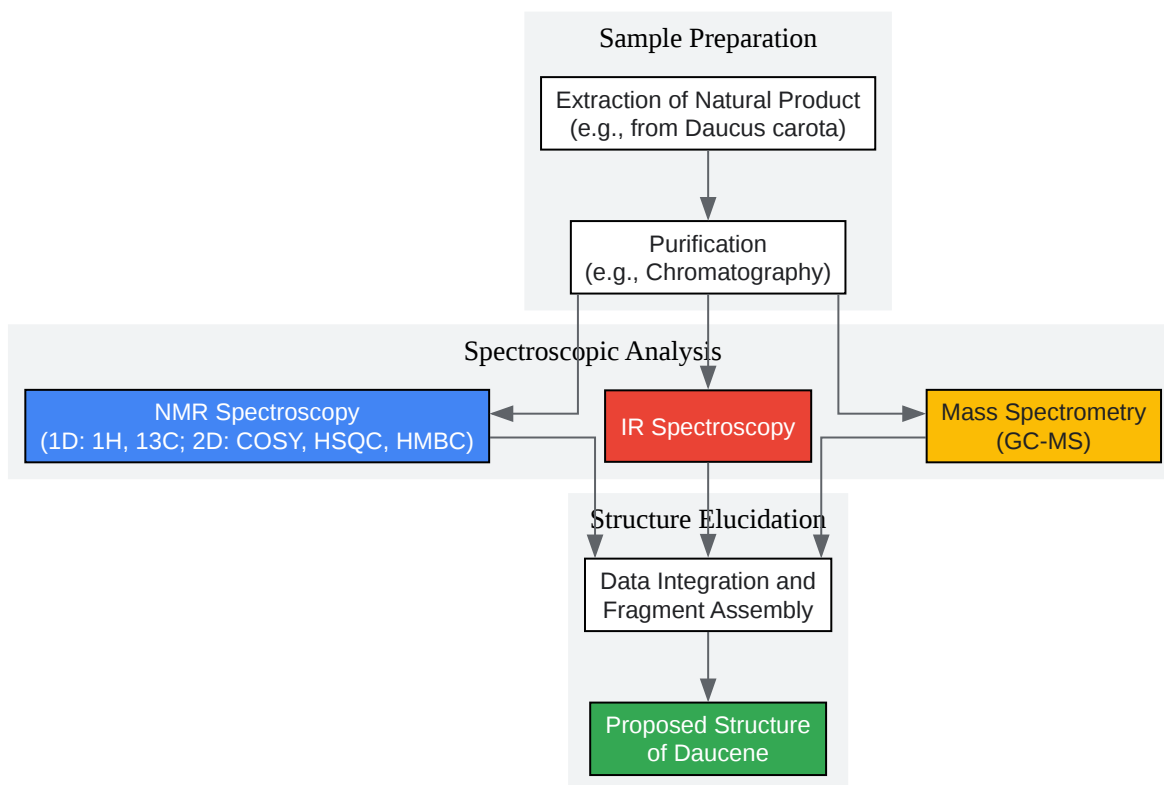 Sample Preparation
Extraction of Natural Product
(e.g., from Daucus carota)
Purification
(e.g., Chromatography)
Spectroscopic Analysis
NMR Spectroscopy
(1D: 1H, 13C; 2D: COSY, HSQC, HMBC)
IR Spectroscopy
Mass Spectrometry
(GC-MS)
Structure Elucidation
Data Integration and
Fragment Assembly
Proposed Structure
of Daucene